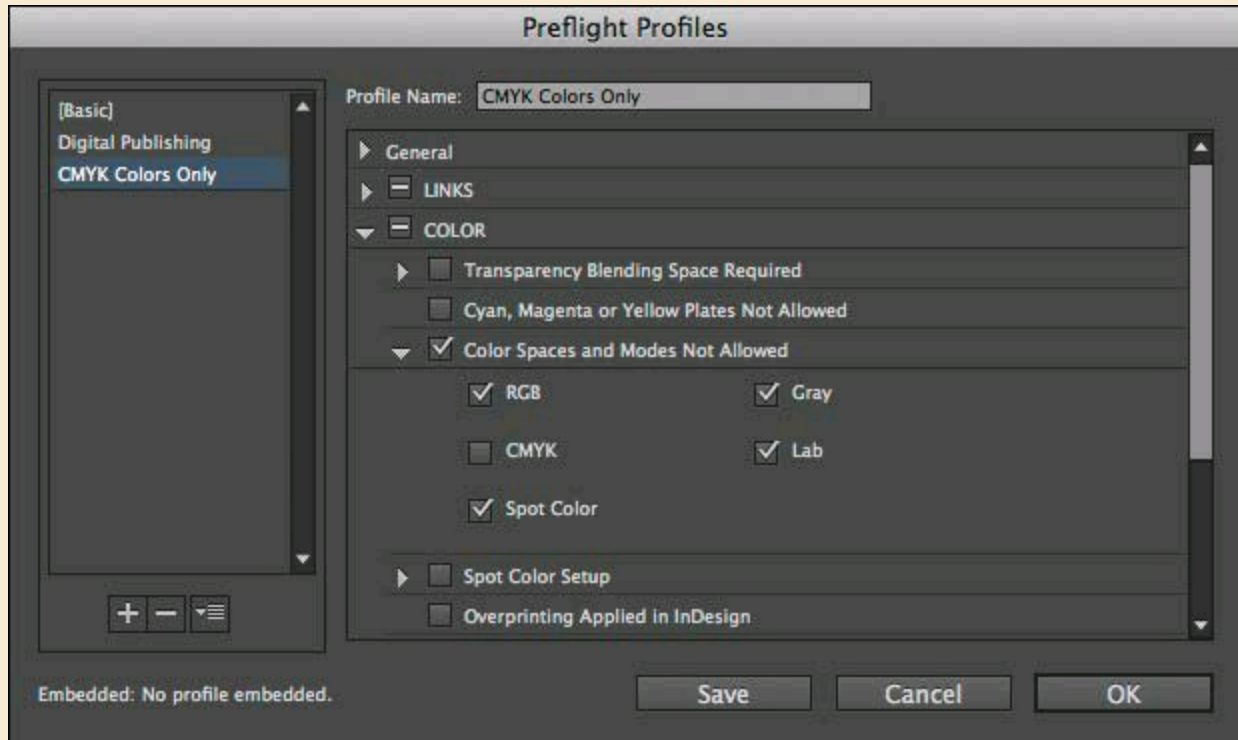 Preflight Profiles
[Basic]
Digital Publishing
CMYK Colors Only
Profile Name: CMYK Colors Only
General
LINKS
COLOR
Transparency Blending Space Required
Cyan, Magenta or Yellow Plates Not Allowed
Color Spaces and Modes Not Allowed
RGB Gray
CMYK Lab
Spot Color
Spot Color Setup
Overprinting Applied in InDesign
Embedded: No profile embedded.
Save Cancel OK